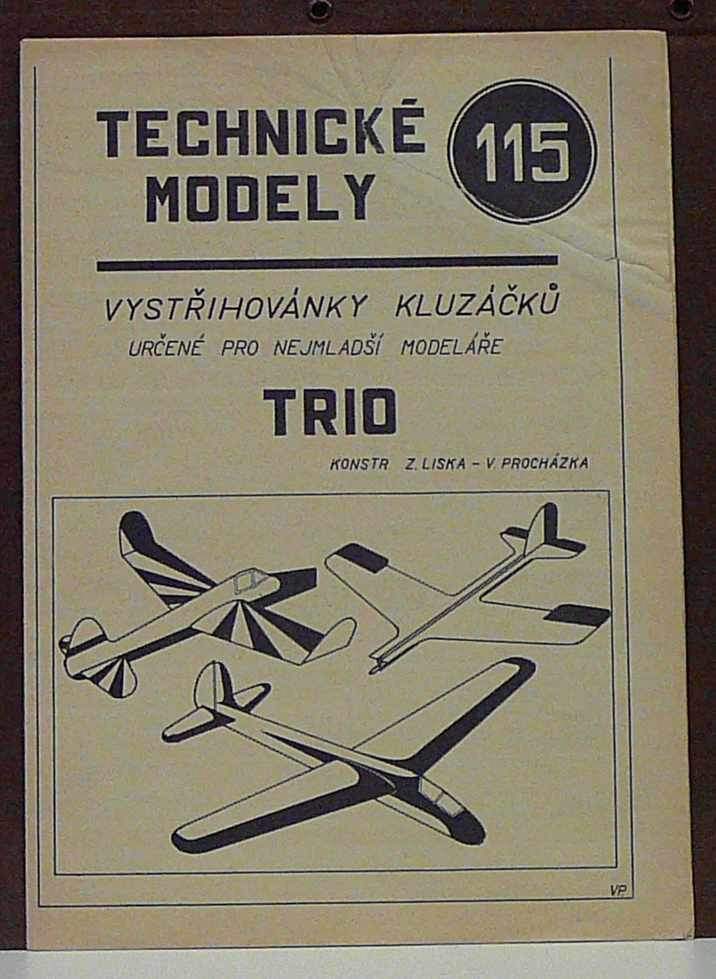 TECHNICKÉ
MODELY
115
VYSTŘIHOVÁNKY KLUZÁČKŮ
URČENÉ PRO NEJMLADŠÍ MODELÁŘE
TRIO
KONSTR Z. LISKA - V. PROCHÁZKA
VP